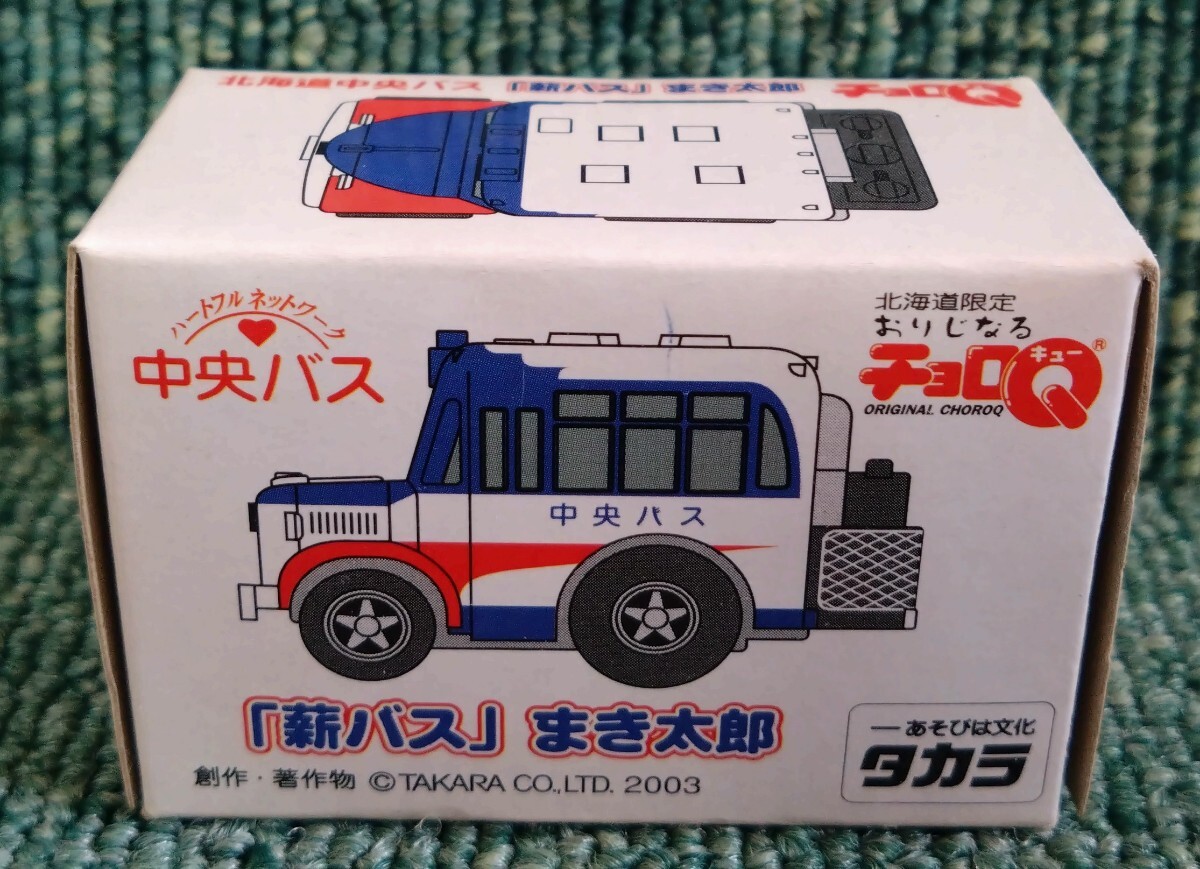 北海道中央バス 「薪バス」まき太郎 チョロQ
ハートフル ネットワーク
中央バス
北海道限定
おりじなる
チョロQ キュー ®
ORIGINAL CHOROQ
中央バス
「薪バス」まき太郎
創作・著作物 ©TAKARA CO.,LTD. 2003
―あそびは文化
タカラ